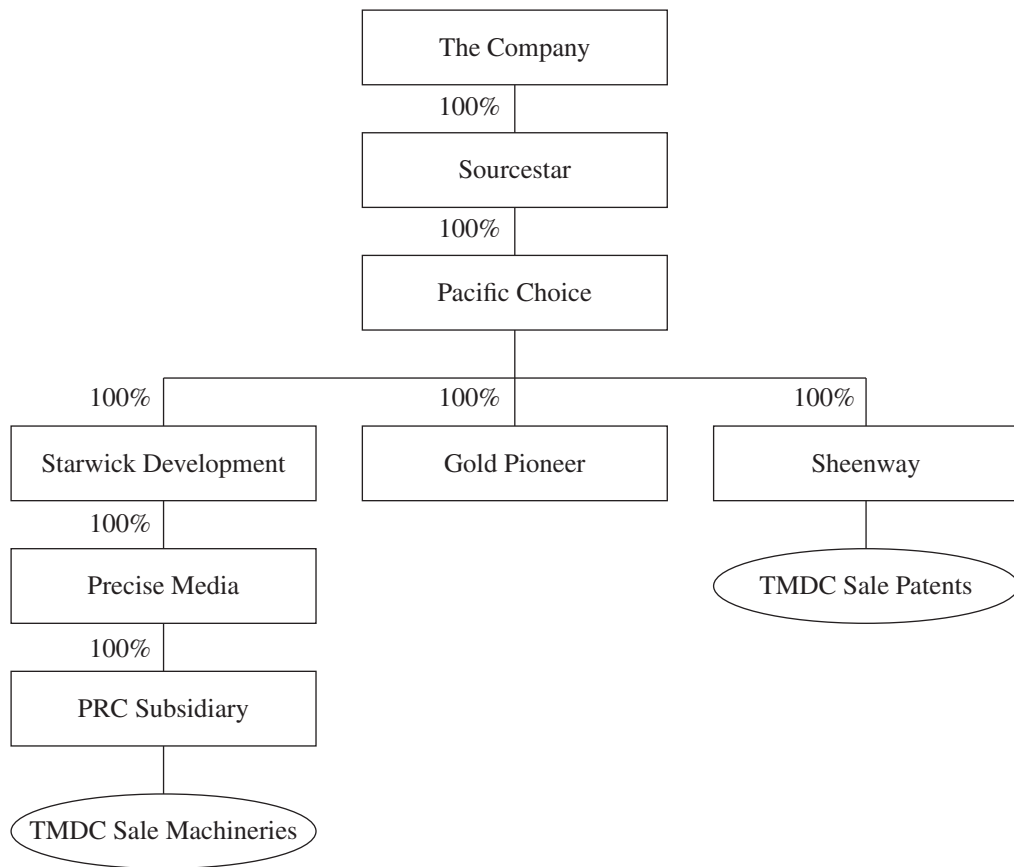 The Company
100%
Sourcestar
100%
Pacific Choice
100%
100%
100%
Starwick Development
Gold Pioneer
Sheenway
100%
Precise Media
TMDC Sale Patents
100%
PRC Subsidiary
TMDC Sale Machineries